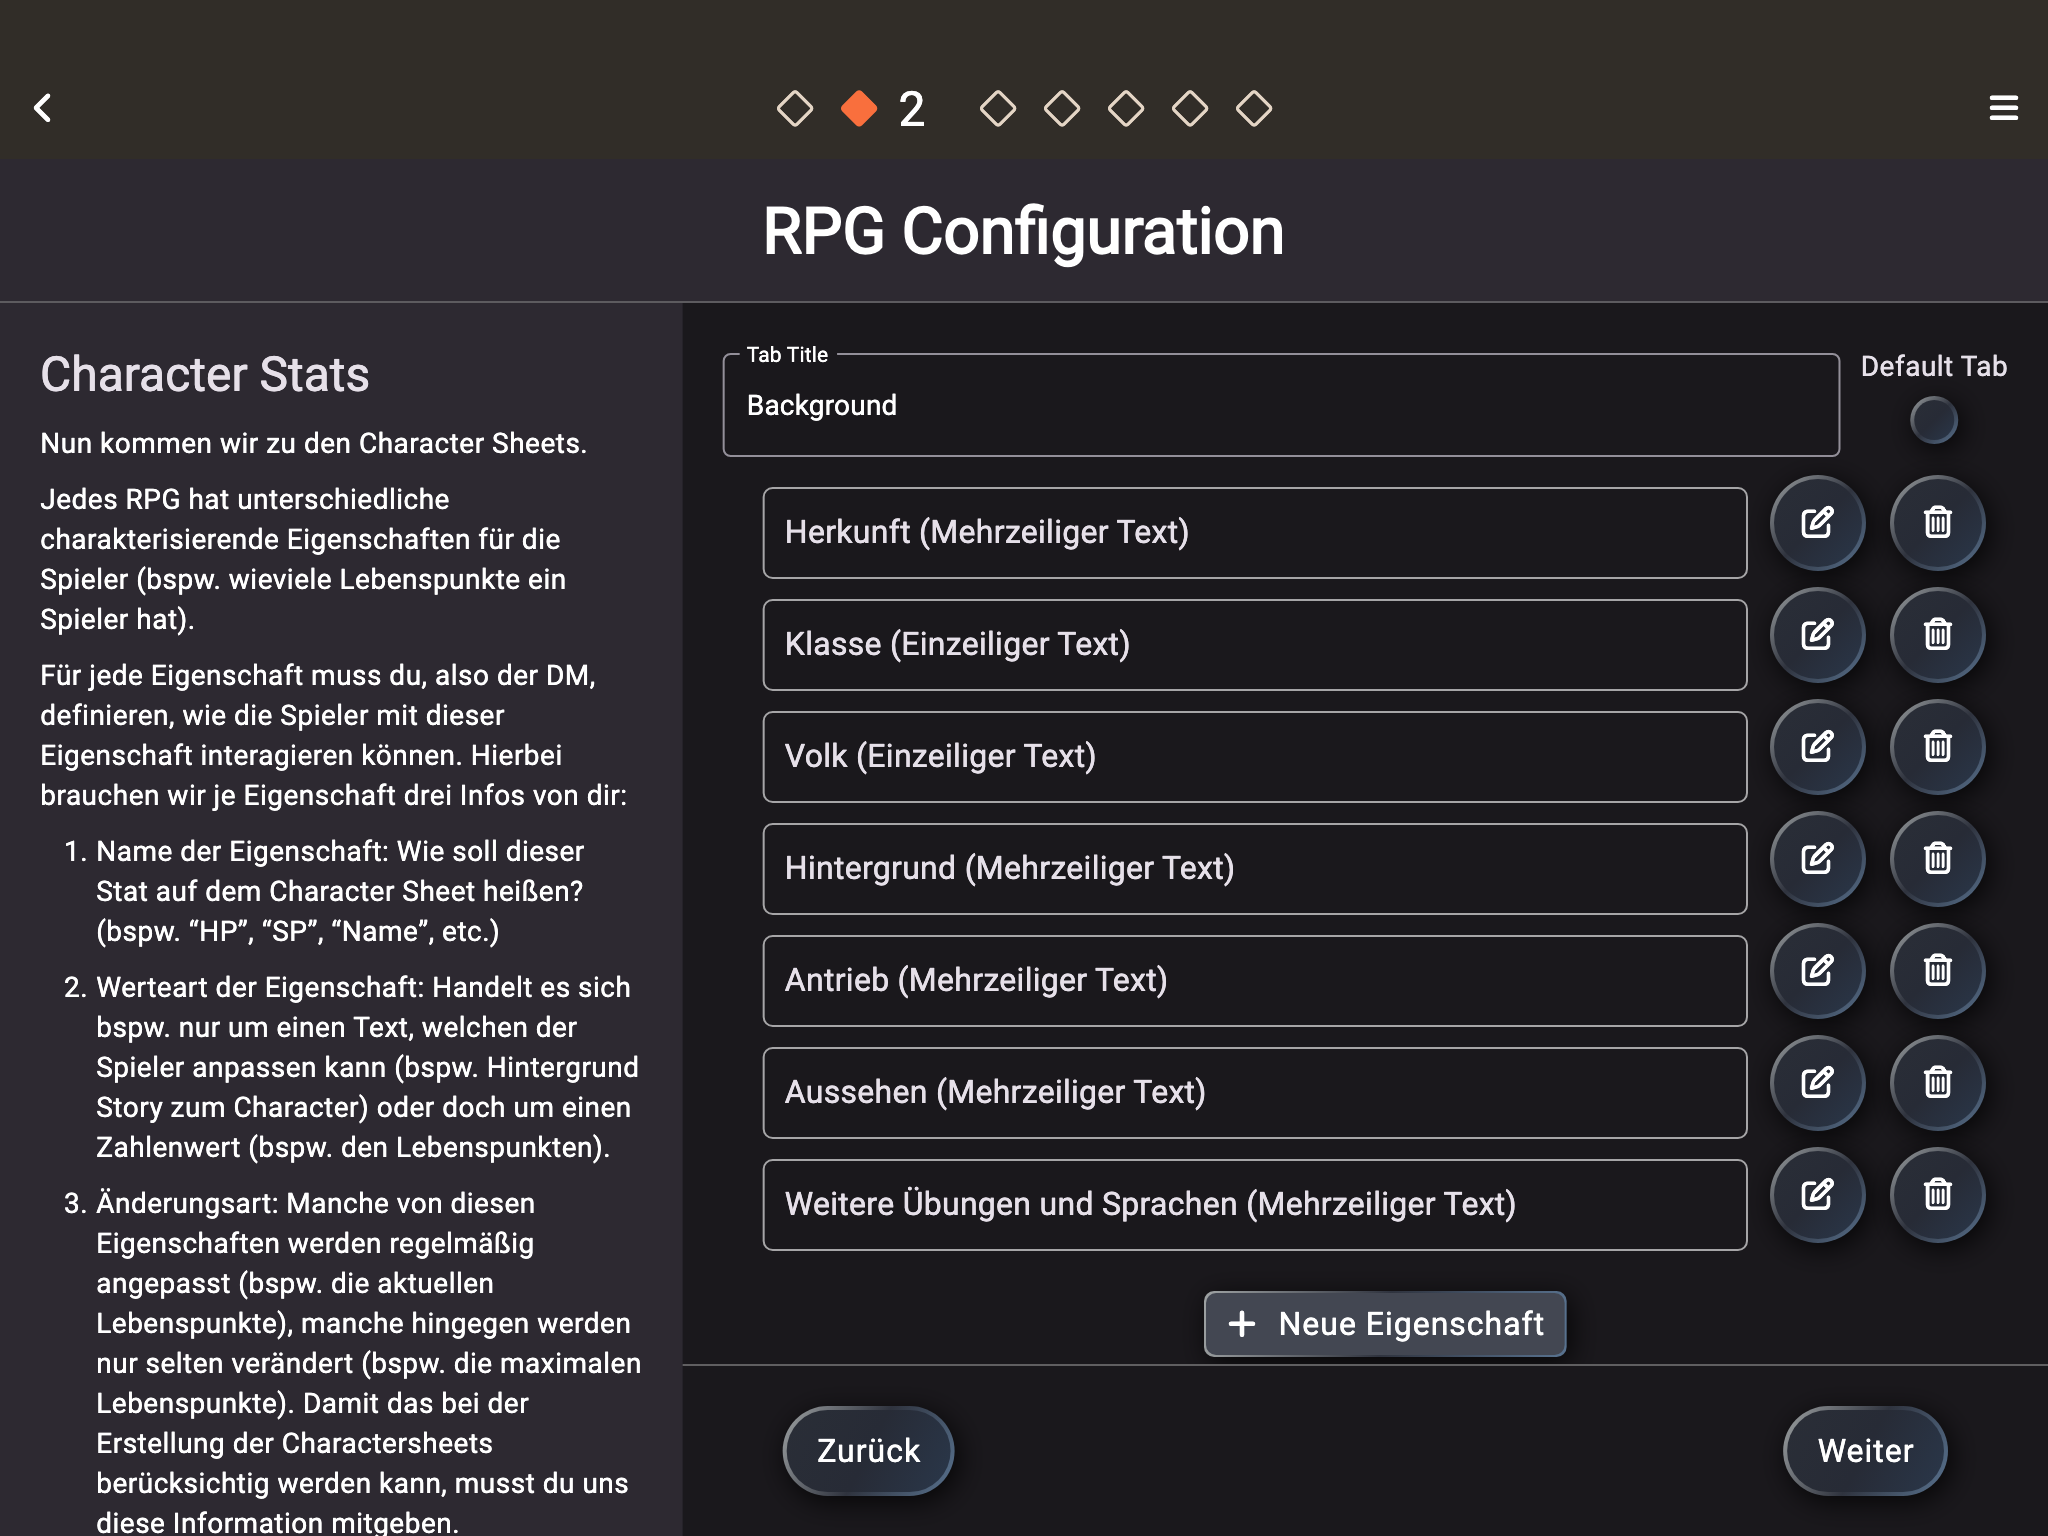 2
RPG Configuration
Character Stats
Nun kommen wir zu den Character Sheets.
Jedes RPG hat unterschiedliche
charakterisierende Eigenschaften für die
Spieler (bspw. wieviele Lebenspunkte ein
Spieler hat).
Für jede Eigenschaft muss du, also der DM,
definieren, wie die Spieler mit dieser
Eigenschaft interagieren können. Hierbei
brauchen wir je Eigenschaft drei Infos von dir:
1. Name der Eigenschaft: Wie soll dieser
Stat auf dem Character Sheet heißen?
(bspw. “HP”, “SP”, “Name”, etc.)
2. Werteart der Eigenschaft: Handelt es sich
bspw. nur um einen Text, welchen der
Spieler anpassen kann (bspw. Hintergrund
Story zum Character) oder doch um einen
Zahlenwert (bspw. den Lebenspunkten).
3. Änderungsart: Manche von diesen
Eigenschaften werden regelmäßig
angepasst (bspw. die aktuellen
Lebenspunkte), manche hingegen werden
nur selten verändert (bspw. die maximalen
Lebenspunkte). Damit das bei der
Erstellung der Charactersheets
berücksichtig werden kann, musst du uns
diese Information mitgeben.
Tab Title
Background
Default Tab
Herkunft (Mehrzeiliger Text)
Klasse (Einzeiliger Text)
Volk (Einzeiliger Text)
Hintergrund (Mehrzeiliger Text)
Antrieb (Mehrzeiliger Text)
Aussehen (Mehrzeiliger Text)
Weitere Übungen und Sprachen (Mehrzeiliger Text)
+ Neue Eigenschaft
Zurück
Weiter